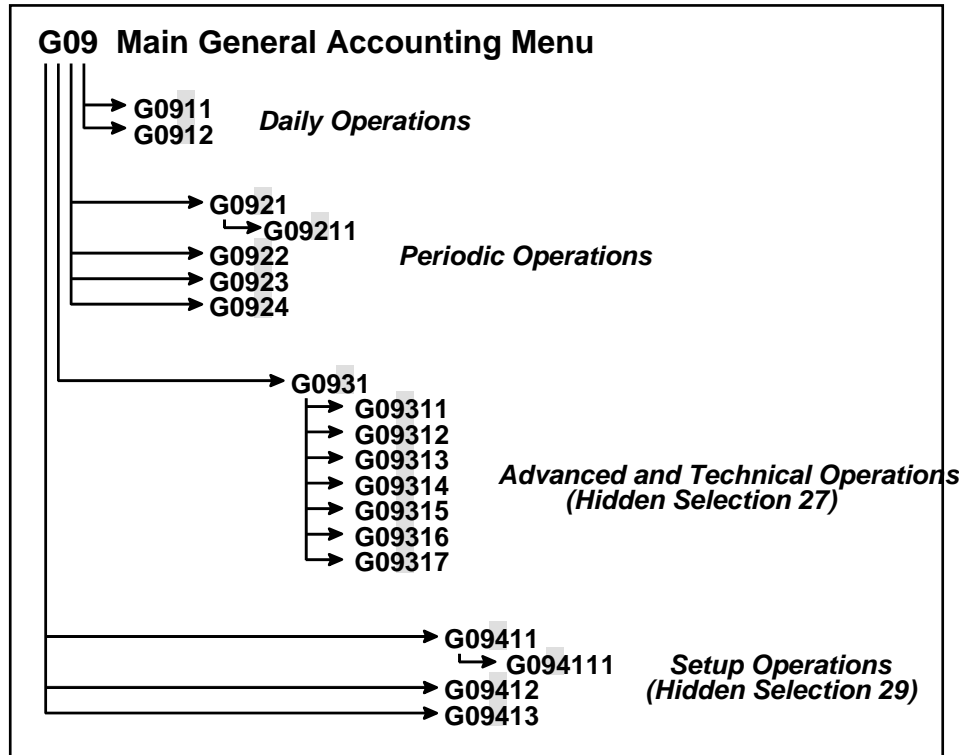 G09 Main General Accounting Menu
G0911
G0912
Daily Operations
G0921
G09211
G0922
G0923
G0924
Periodic Operations
G0931
G09311
G09312
G09313
G09314
G09315
G09316
G09317
Advanced and Technical Operations
(Hidden Selection 27)
G09411
G094111
G09412
G09413
Setup Operations
(Hidden Selection 29)